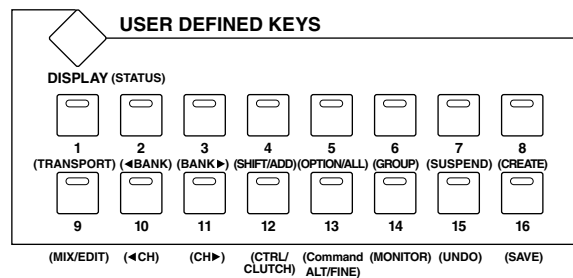 USER DEFINED KEYS
DISPLAY (STATUS)
1 2 3 4 5 6 7 8
(TRANSPORT) (◄BANK) (BANK►) (SHIFT/ADD) (OPTION/ALL) (GROUP) (SUSPEND) (CREATE)
9 10 11 12 13 14 15 16
(MIX/EDIT) (◄CH) (CH►) (CTRL/ (Command (MONITOR) (UNDO) (SAVE)
CLUTCH) ALT/FINE)